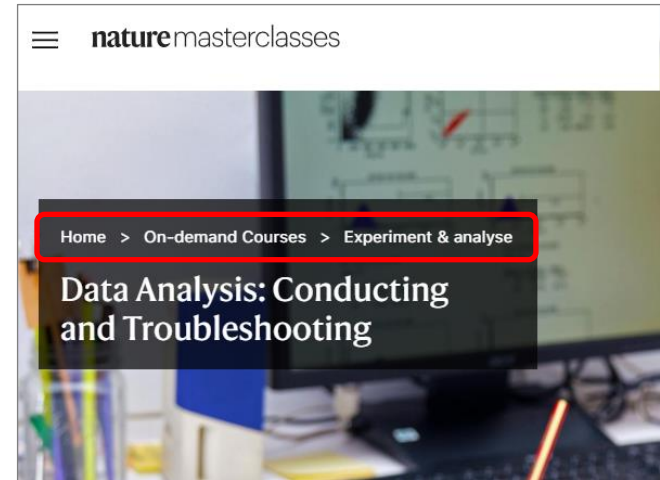 nature masterclasses
Home > On-demand Courses > Experiment & analyse
Data Analysis: Conducting
and Troubleshooting